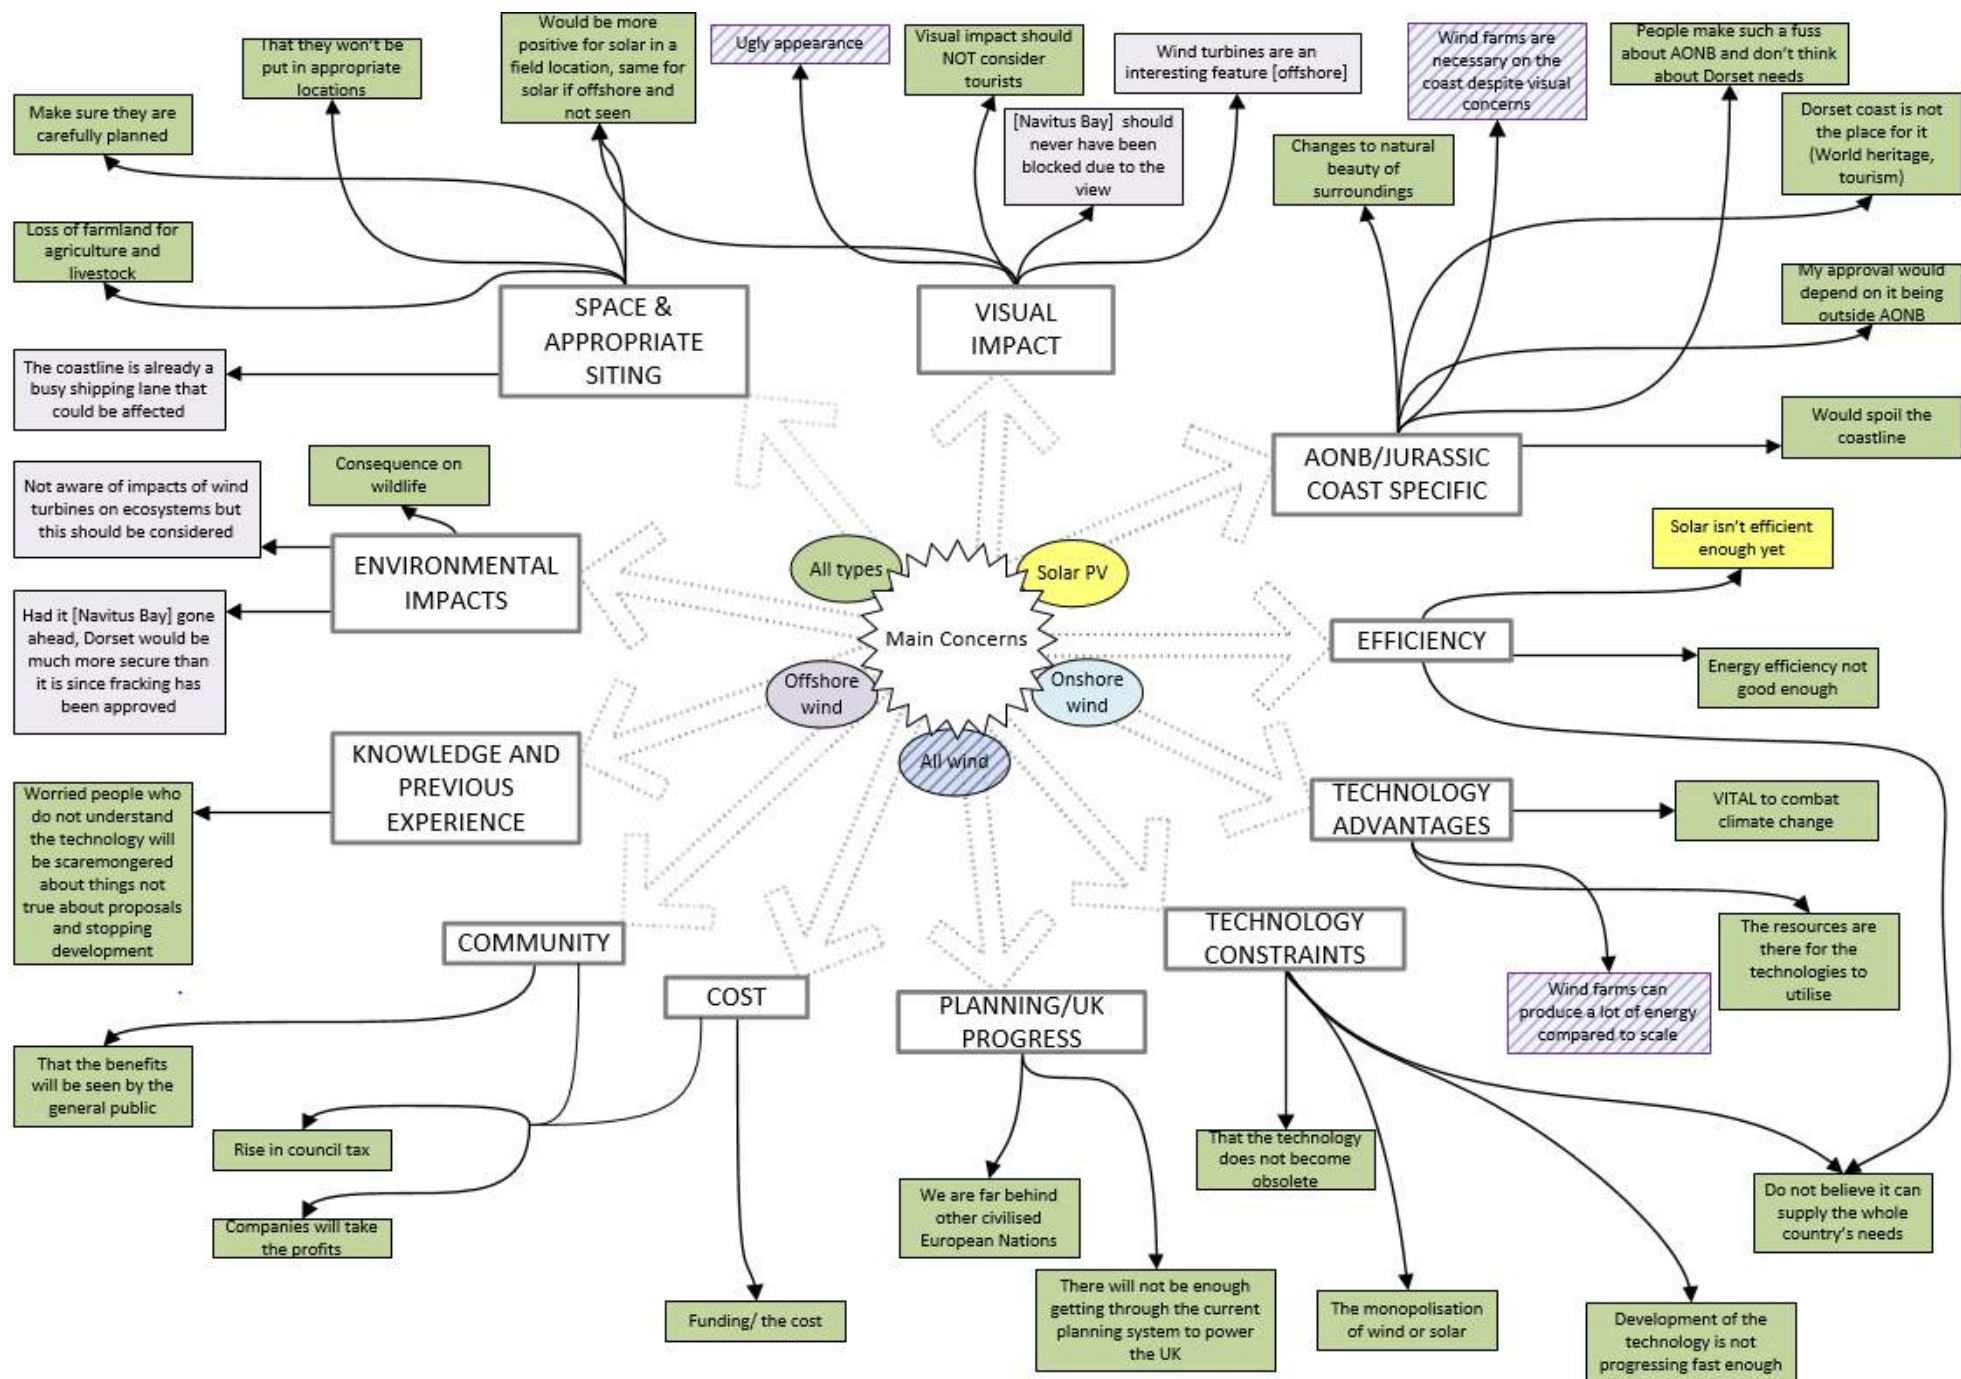 That they won't be
put in appropriate
locations
Would be more
positive for solar in a
field location, same for
solar if offshore and
not seen
Ugly appearance
Visual impact should
NOT consider
tourists
Wind turbines are an
interesting feature [offshore]
Wind farms are
necessary on the
coast despite visual
concerns
People make such a fuss
about AONB and don't think
about Dorset needs
Make sure they are
carefully planned
[Navitus Bay] should
never have been
blocked due to the
view
Changes to natural
beauty of
surroundings
Dorset coast is not
the place for it
(World heritage,
tourism)
Loss of farmland for
agriculture and
livestock
SPACE &
APPROPRIATE
SITING
VISUAL
IMPACT
My approval would
depend on it being
outside AONB
The coastline is already a
busy shipping lane that
could be affected
AONB/JURASSIC
COAST SPECIFIC
Would spoil the
coastline
Consequence on
wildlife
Not aware of impacts of wind
turbines on ecosystems but
this should be considered
ENVIRONMENTAL
IMPACTS
All types
Solar PV
Solar isn't efficient
enough yet
Had it [Navitus Bay] gone
ahead, Dorset would be
much more secure than
it is since fracking has
been approved
Main Concerns
EFFICIENCY
Energy efficiency not
good enough
Offshore
wind
Onshore
wind
All wind
KNOWLEDGE AND
PREVIOUS
EXPERIENCE
Worried people who
do not understand
the technology will
be scaremongered
about things not
true about proposals
and stopping
development
TECHNOLOGY
ADVANTAGES
VITAL to combat
climate change
COMMUNITY
COST
PLANNING/UK
PROGRESS
TECHNOLOGY
CONSTRAINTS
The resources are
there for the
technologies to
utilise
Wind farms can
produce a lot of energy
compared to scale
That the benefits
will be seen by the
general public
Rise in council tax
Companies will take
the profits
That the technology
does not become
obsolete
We are far behind
other civilised
European Nations
Do not believe it can
supply the whole
country's needs
Funding/ the cost
There will not be enough
getting through the current
planning system to power
the UK
The monopolisation
of wind or solar
Development of the
technology is not
progressing fast enough